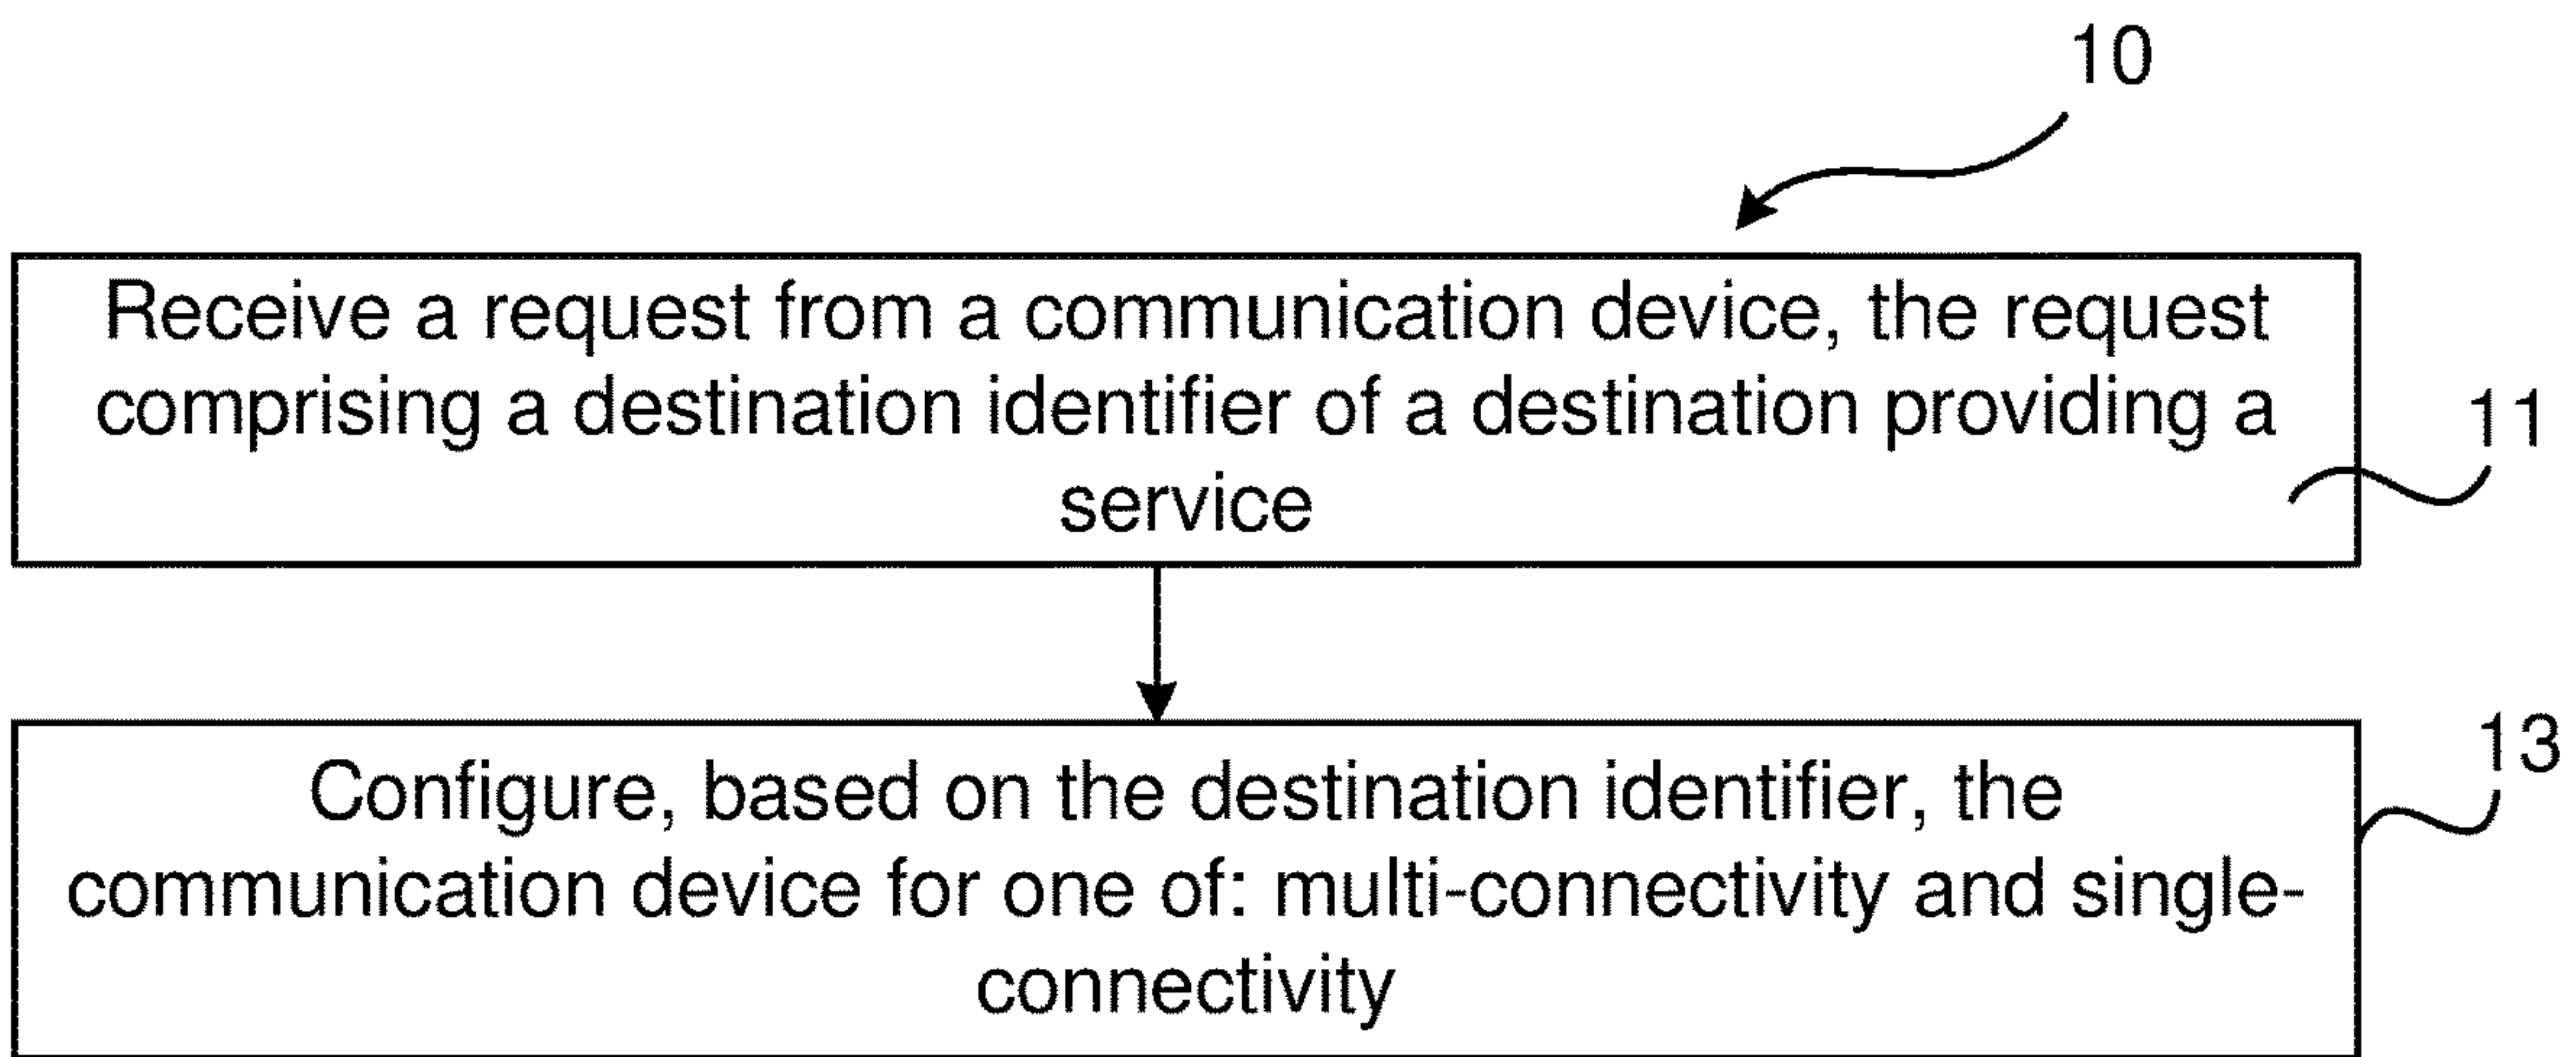 10
Receive a request from a communication device, the request
comprising a destination identifier of a destination providing a
service
11
Configure, based on the destination identifier, the
communication device for one of: multi-connectivity and single-
connectivity
13